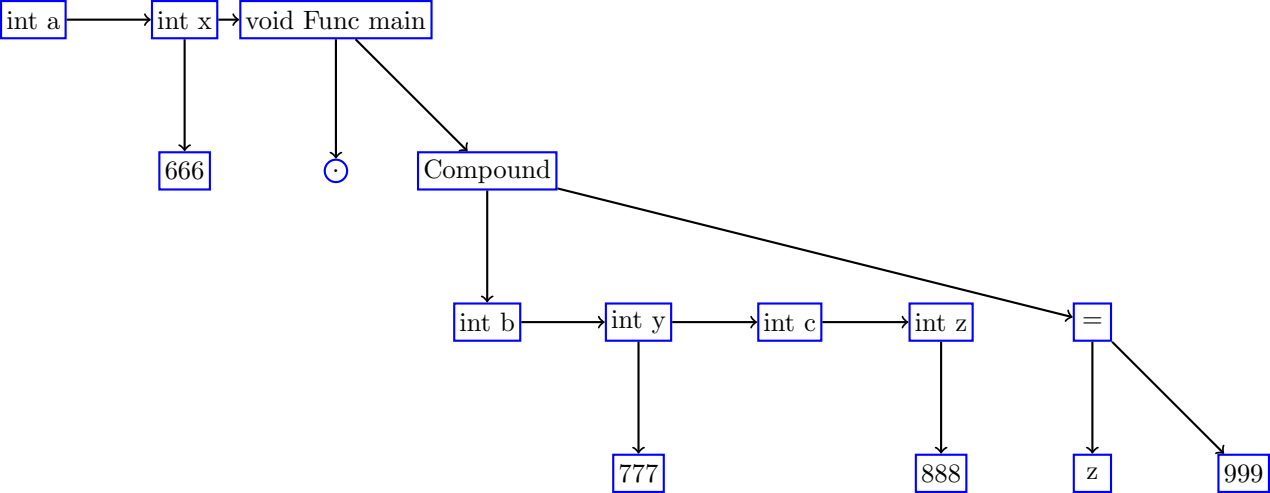 int a
int x
void Func main
666
·
Compound
int b
int y
int c
int z
=
777
888
z
999